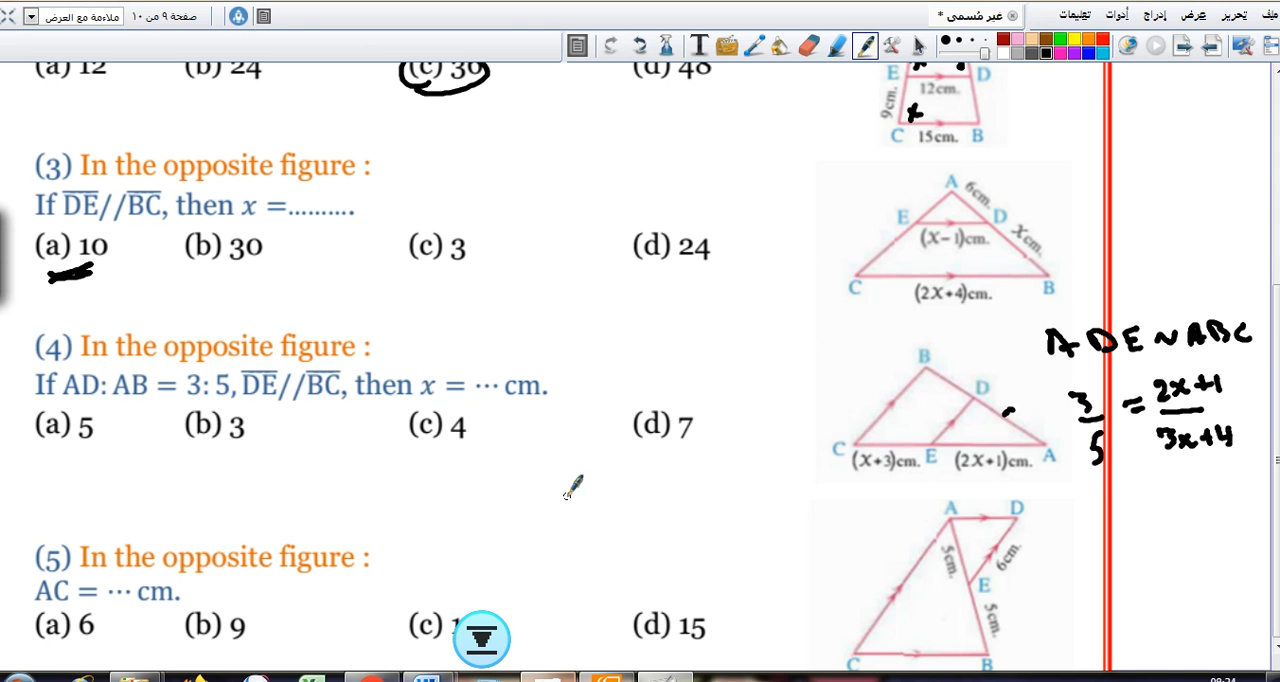 ملف تحرير عرض إدراج أدوات تعليمات
غير مسمى *
صفحة ٩ من ١٠
ملاءمة مع العرض
(a) 12 (b) 24 (c) 36 (d) 48
E D
12cm.
9cm.
C 15cm. B
(3) In the opposite figure :
If DE//BC, then x =..........
(a) 10 (b) 30 (c) 3 (d) 24
A 6cm.
E D
(X-1)cm. Xcm.
C B
(2X+4)cm.
(4) In the opposite figure :
If AD: AB = 3: 5, DE//BC, then x = ··· cm.
(a) 5 (b) 3 (c) 4 (d) 7
B
D
C (X+3)cm. E (2X+1)cm. A
ADE ~ ABC
3/5 = 2x+1/3x+4
(5) In the opposite figure :
AC = ··· cm.
(a) 6 (b) 9 (c) 1 (d) 15
A D
5cm. 6cm.
E
5cm.
C B
08:24